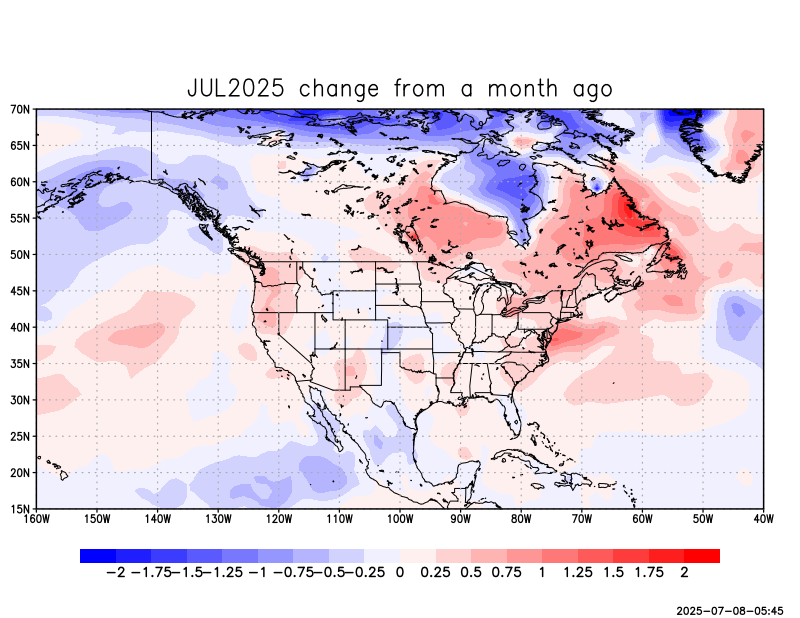 JUL2025 change from a month ago
70N
65N
60N
55N
50N
45N
40N
35N
30N
25N
20N
15N
160W 150W 140W 130W 120W 110W 100W 90W 80W 70W 60W 50W 40W
−2 −1.75 −1.5 −1.25 −1 −0.75 −0.5 −0.25 0 0.25 0.5 0.75 1 1.25 1.5 1.75 2
2025-07-08-05:45